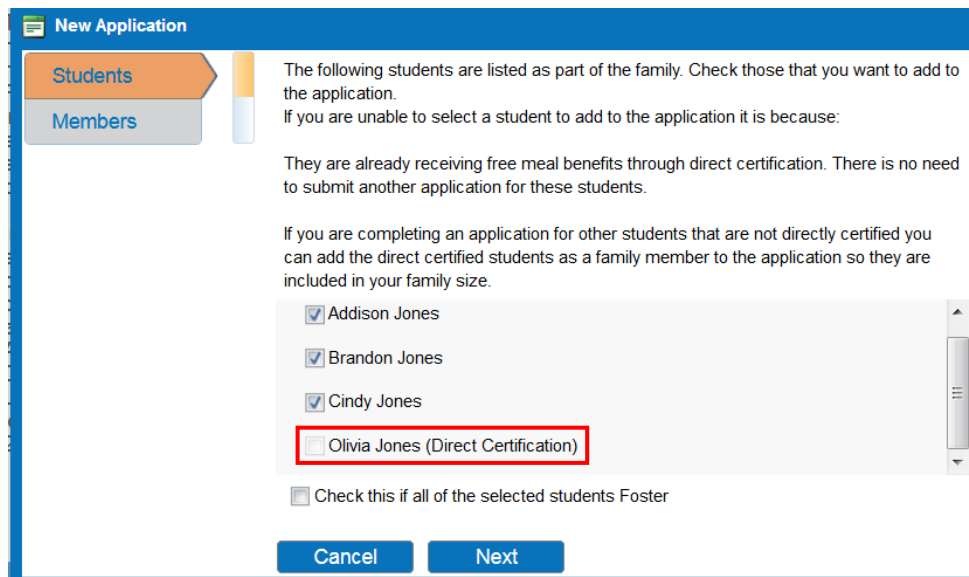 New Application
Students
Members
The following students are listed as part of the family. Check those that you want to add to
the application.
If you are unable to select a student to add to the application it is because:
They are already receiving free meal benefits through direct certification. There is no need
to submit another application for these students.
If you are completing an application for other students that are not directly certified you
can add the direct certified students as a family member to the application so they are
included in your family size.
Addison Jones
Brandon Jones
Cindy Jones
Olivia Jones (Direct Certification)
Check this if all of the selected students Foster
Cancel
Next